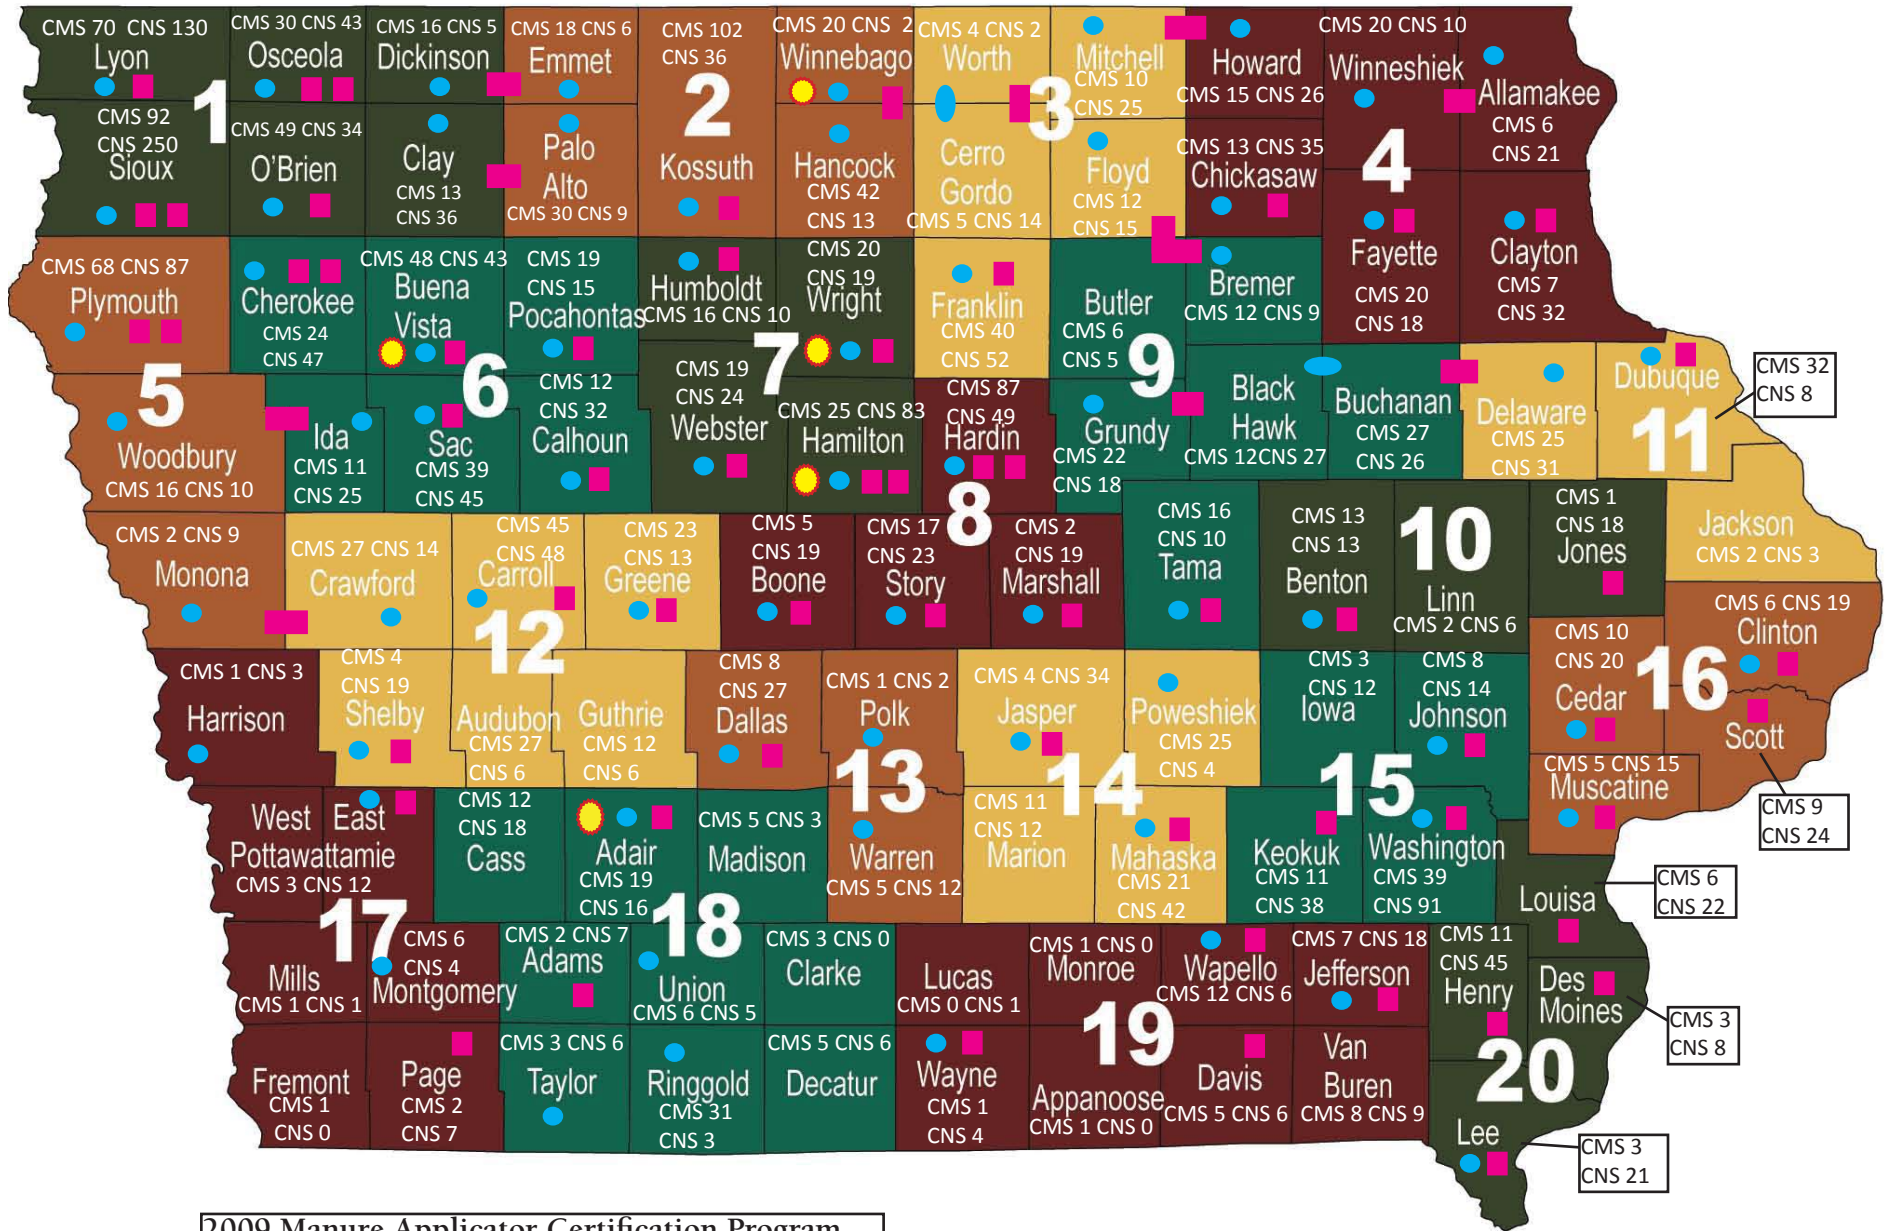 CMS 70 CNS 130
Lyon
CMS 30 CNS 43
Osceola
CMS 16 CNS 5
Dickinson
CMS 18 CNS 6
Emmet
CMS 102
CNS 36
Kossuth
2
CMS 20 CNS 2
Winnebago
CMS 4 CNS 2
Worth
Mitchell
CMS 10
CNS 25
3
Howard
CMS 15 CNS 26
CMS 20 CNS 10
Winneshiek
4
Allamakee
CMS 6
CNS 21
1
CMS 92
CNS 250
Sioux
CMS 49 CNS 34
O'Brien
Clay
CMS 13
CNS 36
Palo
Alto
CMS 30 CNS 9
Hancock
CMS 42
CNS 13
Cerro
Gordo
CMS 5 CNS 14
Floyd
CMS 12
CNS 15
CMS 13 CNS 35
Chickasaw
Fayette
CMS 20
CNS 18
Clayton
CMS 7
CNS 32
CMS 68 CNS 87
Plymouth
5
Cherokee
CMS 24
CNS 47
CMS 48 CNS 43
Buena
Vista
6
CMS 19
CNS 15
Pocahontas
Humboldt
CMS 16 CNS 10
7
CMS 20
CNS 19
Wright
Franklin
CMS 40
CNS 52
Butler
CMS 6
CNS 5
9
Bremer
CMS 12 CNS 9
Woodbury
CMS 16 CNS 10
Ida
CMS 11
CNS 25
Sac
CMS 39
CNS 45
CMS 12
CNS 32
Calhoun
CMS 19
CNS 24
Webster
CMS 25 CNS 83
Hamilton
CMS 87
CNS 49
Hardin
8
Grundy
CMS 22
CNS 18
Black
Hawk
CMS 12CNS 27
Buchanan
CMS 27
CNS 26
Delaware
CMS 25
CNS 31
Dubuque
11
CMS 32
CNS 8
CMS 2 CNS 9
Monona
CMS 27 CNS 14
Crawford
CMS 45
CNS 48
Carroll
12
CMS 23
CNS 13
Greene
CMS 5
CNS 19
Boone
CMS 17
CNS 23
Story
CMS 2
CNS 19
Marshall
CMS 16
CNS 10
Tama
CMS 13
CNS 13
Benton
10
Linn
CMS 2 CNS 6
CMS 1
CNS 18
Jones
Jackson
CMS 2 CNS 3
CMS 1 CNS 3
Harrison
CMS 4
CNS 19
Shelby
Audubon
CMS 27
CNS 6
Guthrie
CMS 12
CNS 6
CMS 8
CNS 27
Dallas
CMS 1 CNS 2
Polk
13
CMS 4 CNS 34
Jasper
14
Poweshiek
CMS 25
CNS 4
CMS 3
CNS 12
Iowa
15
CMS 8
CNS 14
Johnson
CMS 10
CNS 20
Cedar
16
CMS 6 CNS 19
Clinton
Scott
CMS 5 CNS 15
Muscatine
CMS 9
CNS 24
West
East
Pottawattamie
CMS 3 CNS 12
17
CMS 12
CNS 18
Cass
Adair
CMS 19
CNS 16
18
CMS 5 CNS 3
Madison
Warren
CMS 5 CNS 12
CMS 11
CNS 12
Marion
Mahaska
CMS 21
CNS 42
Keokuk
CMS 11
CNS 38
Washington
CMS 39
CNS 91
Louisa
CMS 6
CNS 22
Mills
CMS 1 CNS 1
CMS 6
CNS 4
Montgomery
CMS 2 CNS 7
Adams
Union
CMS 6 CNS 5
CMS 3 CNS 0
Clarke
Lucas
CMS 0 CNS 1
CMS 1 CNS 0
Monroe
19
Wapello
CMS 12 CNS 6
CMS 7 CNS 18
Jefferson
CMS 11
CNS 45
Henry
Des
Moines
CMS 3
CNS 8
20
Fremont
CMS 1
CNS 0
Page
CMS 2
CNS 7
CMS 3 CNS 6
Taylor
Ringgold
CMS 31
CNS 3
CMS 5 CNS 6
Decatur
Wayne
CMS 1
CNS 4
Appanoose
CMS 1 CNS 0
Davis
CMS 5 CNS 6
Van
Buren
CMS 8 CNS 9
Lee
CMS 3
CNS 21
2009 Manure Applicator Certification Program